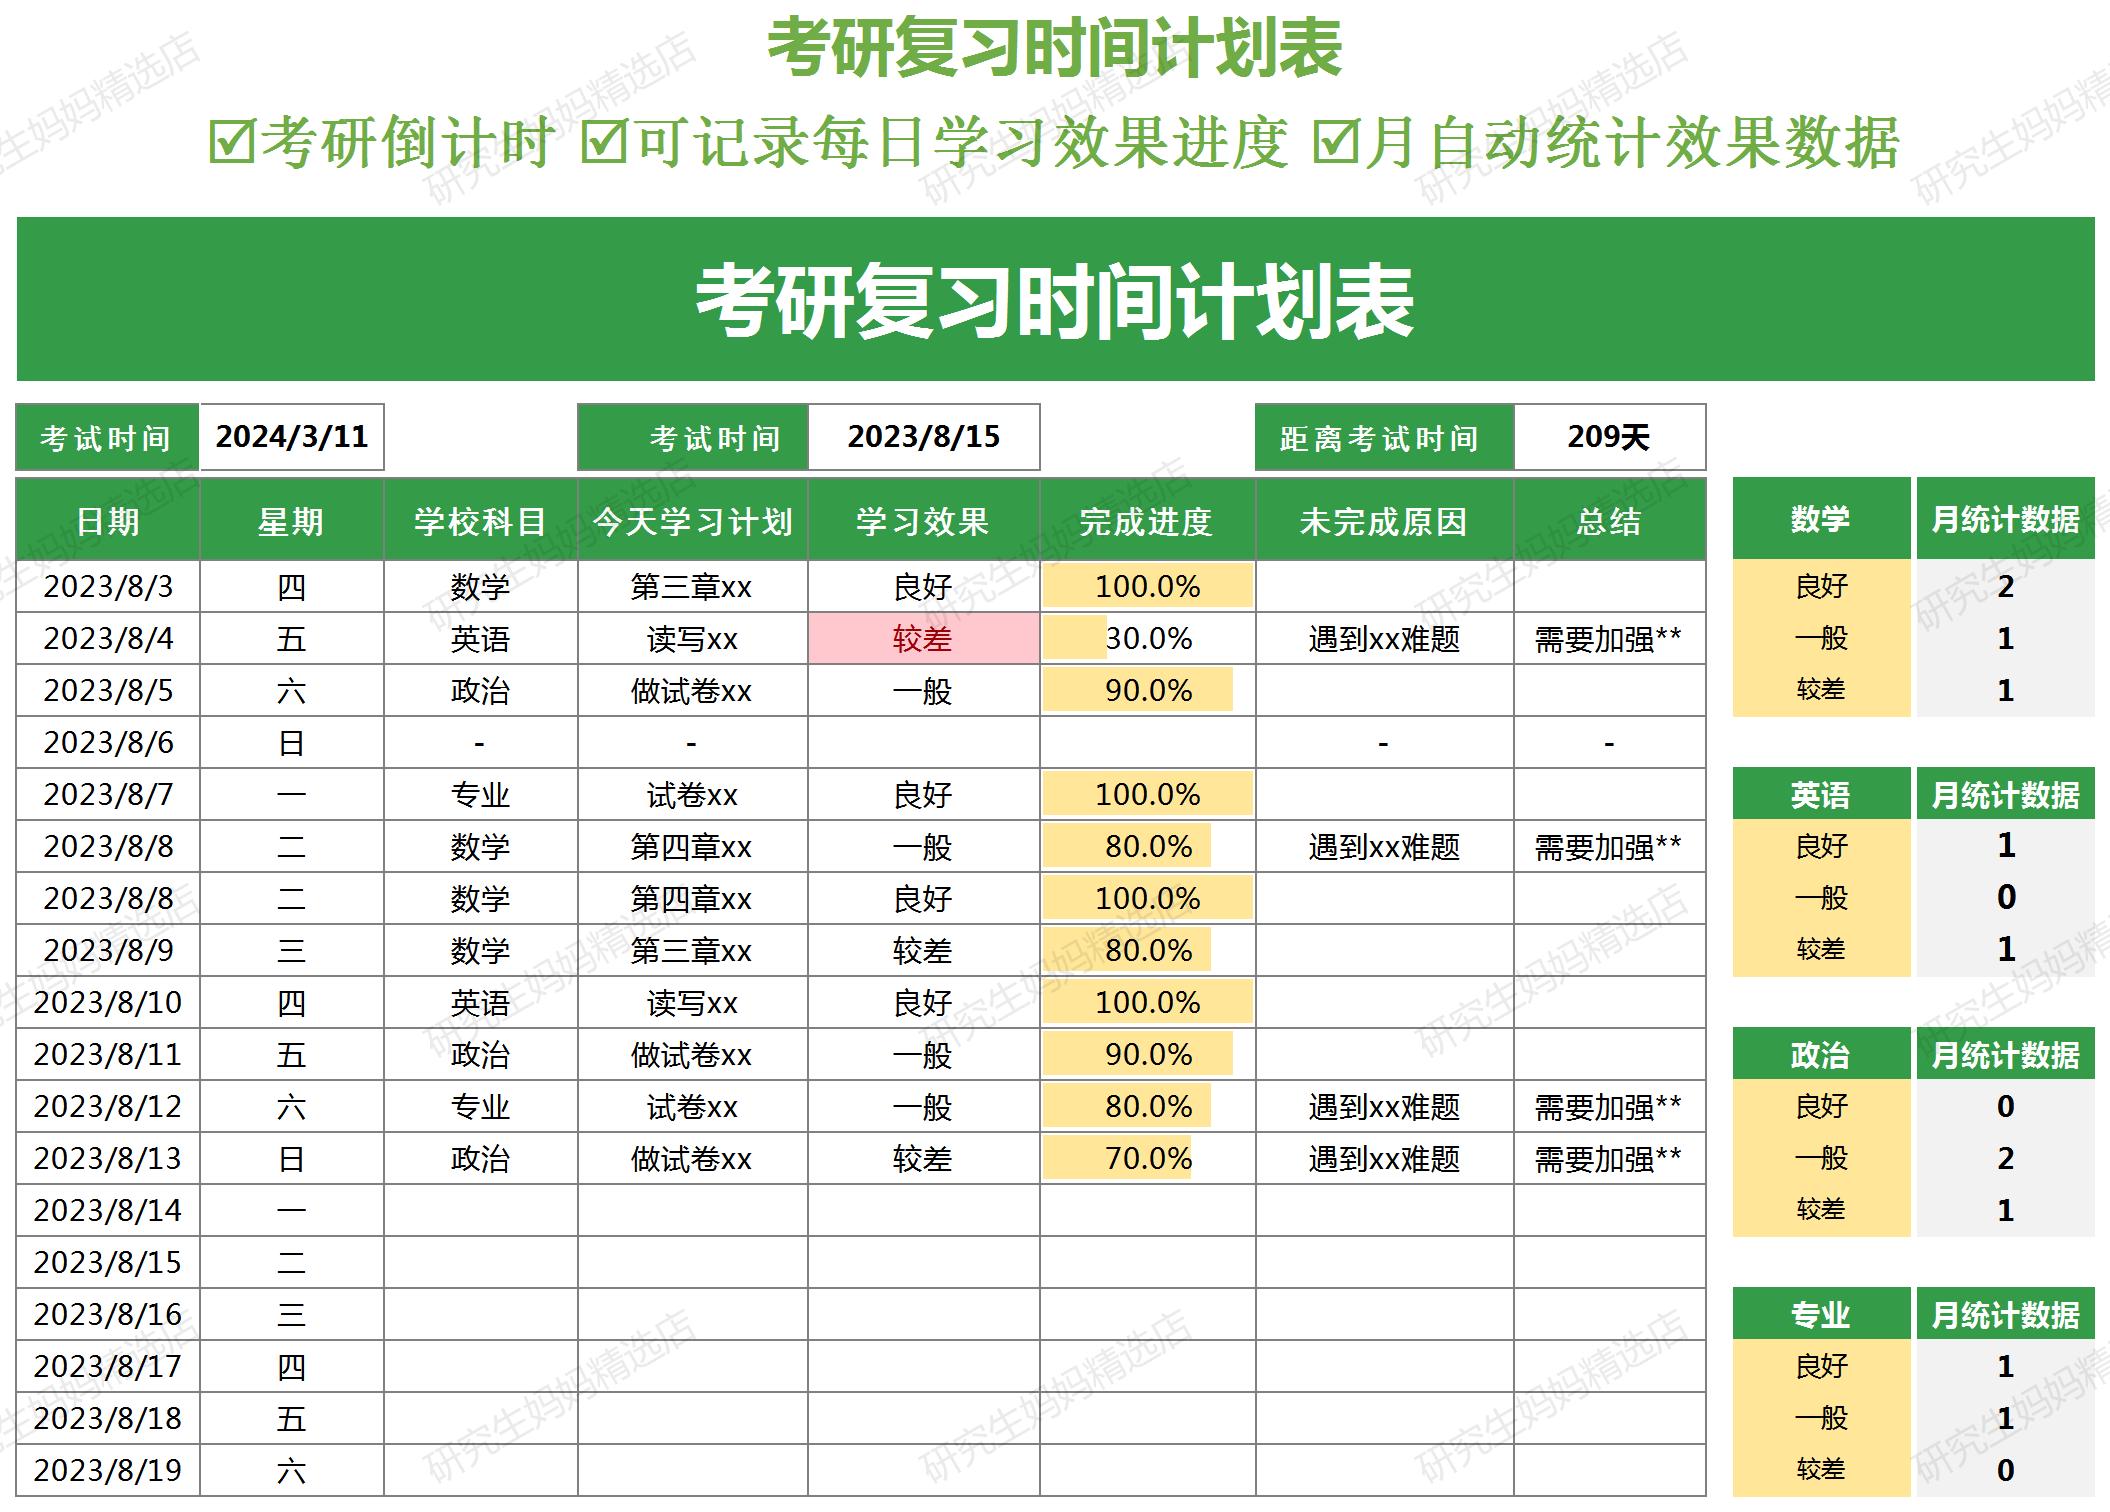 考研复习时间计划表
☑考研倒计时 ☑可记录每日学习效果进度 ☑月自动统计效果数据
考研复习时间计划表
考试时间 2024/3/11 考试时间 2023/8/15 距离考试时间 209天
日期 星期 学校科目 今天学习计划 学习效果 完成进度 未完成原因 总结 数学 月统计数据
2023/8/3 四 数学 第三章xx 良好 100.0% 良好 2
2023/8/4 五 英语 读写xx 较差 30.0% 遇到xx难题 需要加强** 一般 1
2023/8/5 六 政治 做试卷xx 一般 90.0% 较差 1
2023/8/6 日 - - - -
2023/8/7 一 专业 试卷xx 良好 100.0% 英语 月统计数据
2023/8/8 二 数学 第四章xx 一般 80.0% 遇到xx难题 需要加强** 良好 1
2023/8/8 二 数学 第四章xx 良好 100.0% 一般 0
2023/8/9 三 数学 第三章xx 较差 80.0% 较差 1
2023/8/10 四 英语 读写xx 良好 100.0%
2023/8/11 五 政治 做试卷xx 一般 90.0% 政治 月统计数据
2023/8/12 六 专业 试卷xx 一般 80.0% 遇到xx难题 需要加强** 良好 0
2023/8/13 日 政治 做试卷xx 较差 70.0% 遇到xx难题 需要加强** 一般 2
2023/8/14 一 较差 1
2023/8/15 二
2023/8/16 三 专业 月统计数据
2023/8/17 四 良好 1
2023/8/18 五 一般 1
2023/8/19 六 较差 0
研究生妈妈精选店